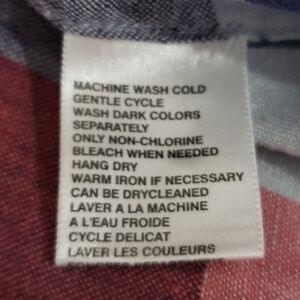 MACHINE WASH COLD
GENTLE CYCLE
WASH DARK COLORS
SEPARATELY
ONLY NON-CHLORINE
BLEACH WHEN NEEDED
HANG DRY
WARM IRON IF NECESSARY
CAN BE DRYCLEANED
LAVER A LA MACHINE
A L'EAU FROIDE
CYCLE DELICAT
LAVER LES COULEURS